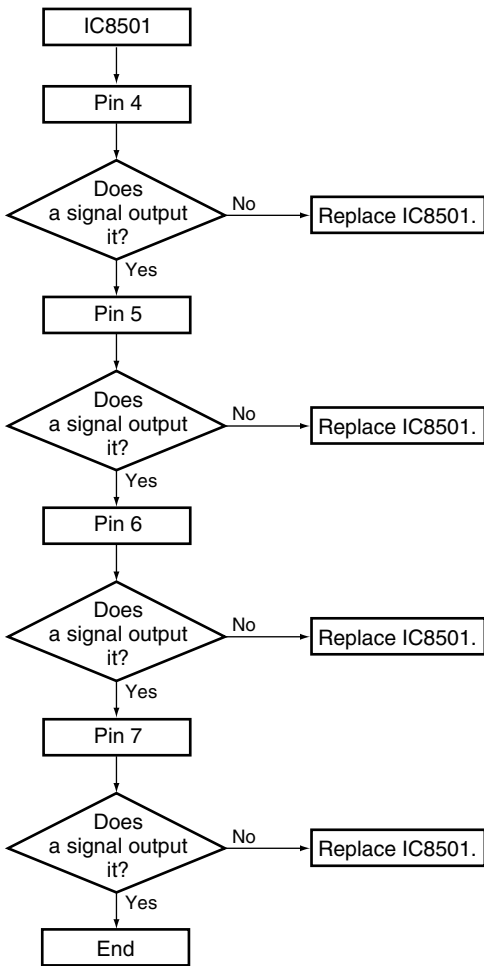 IC8501
Pin 4
Does
a signal output
it?
No
Replace IC8501.
Yes
Pin 5
Does
a signal output
it?
No
Replace IC8501.
Yes
Pin 6
Does
a signal output
it?
No
Replace IC8501.
Yes
Pin 7
Does
a signal output
it?
No
Replace IC8501.
Yes
End